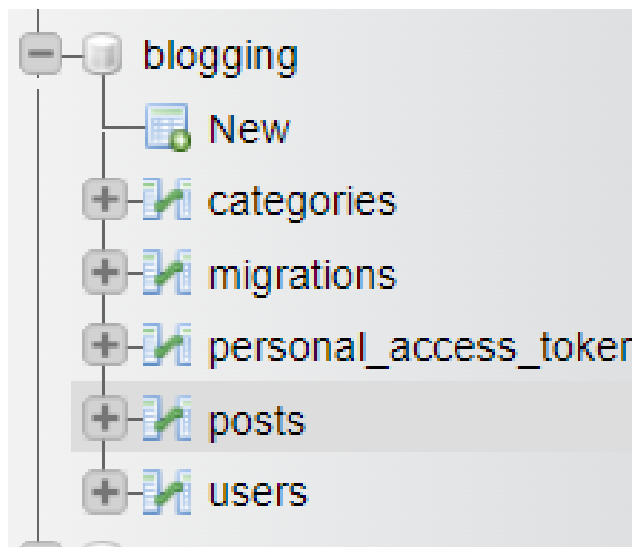 blogging
New
categories
migrations
personal_access_toker
posts
users